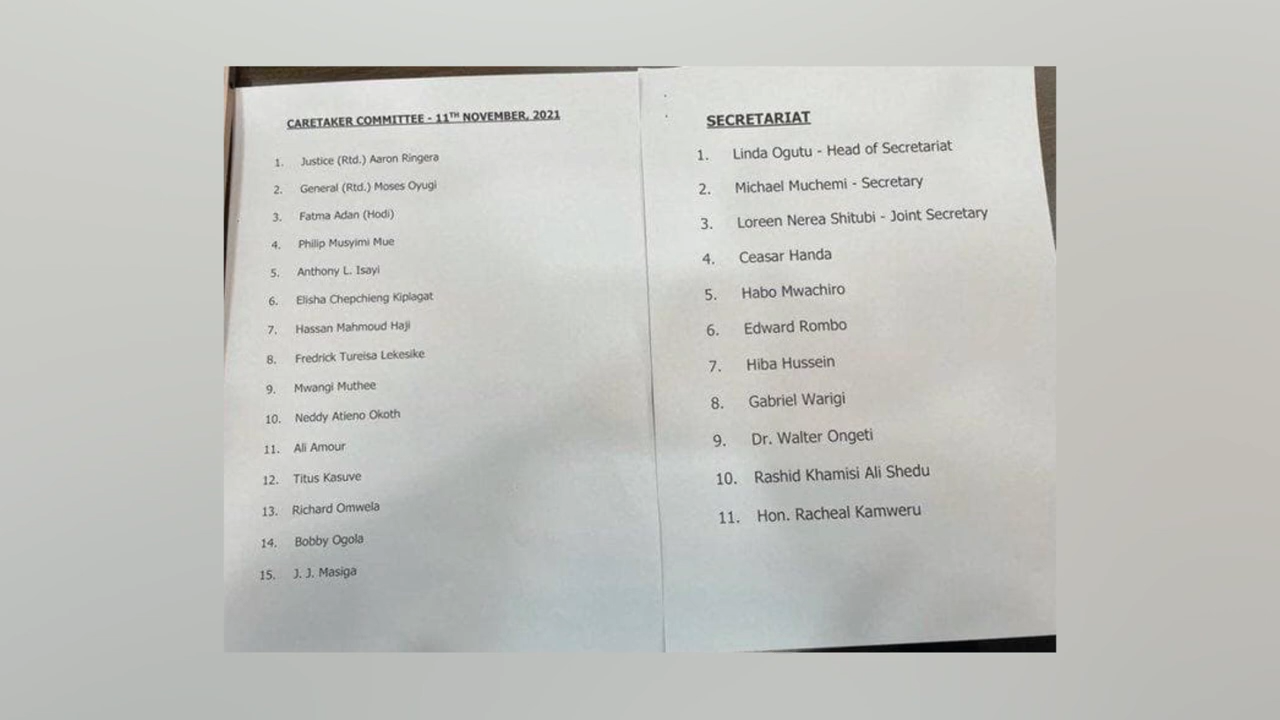 CARETAKER COMMITTEE - 11TH NOVEMBER, 2021
1. Justice (Rtd.) Aaron Ringera
2. General (Rtd.) Moses Oyugi
3. Fatma Adan (Hodi)
4. Philip Musyimi Mue
5. Anthony L. Isayi
6. Elisha Chepchieng Kiplagat
7. Hassan Mahmoud Haji
8. Fredrick Tureisa Lekesike
9. Mwangi Muthee
10. Neddy Atieno Okoth
11. Ali Amour
12. Titus Kasuve
13. Richard Omwela
14. Bobby Ogola
15. J. J. Masiga
SECRETARIAT
1. Linda Ogutu - Head of Secretariat
2. Michael Muchemi - Secretary
3. Loreen Nerea Shitubi - Joint Secretary
4. Ceasar Handa
5. Habo Mwachiro
6. Edward Rombo
7. Hiba Hussein
8. Gabriel Warigi
9. Dr. Walter Ongeti
10. Rashid Khamisi Ali Shedu
11. Hon. Racheal Kamweru